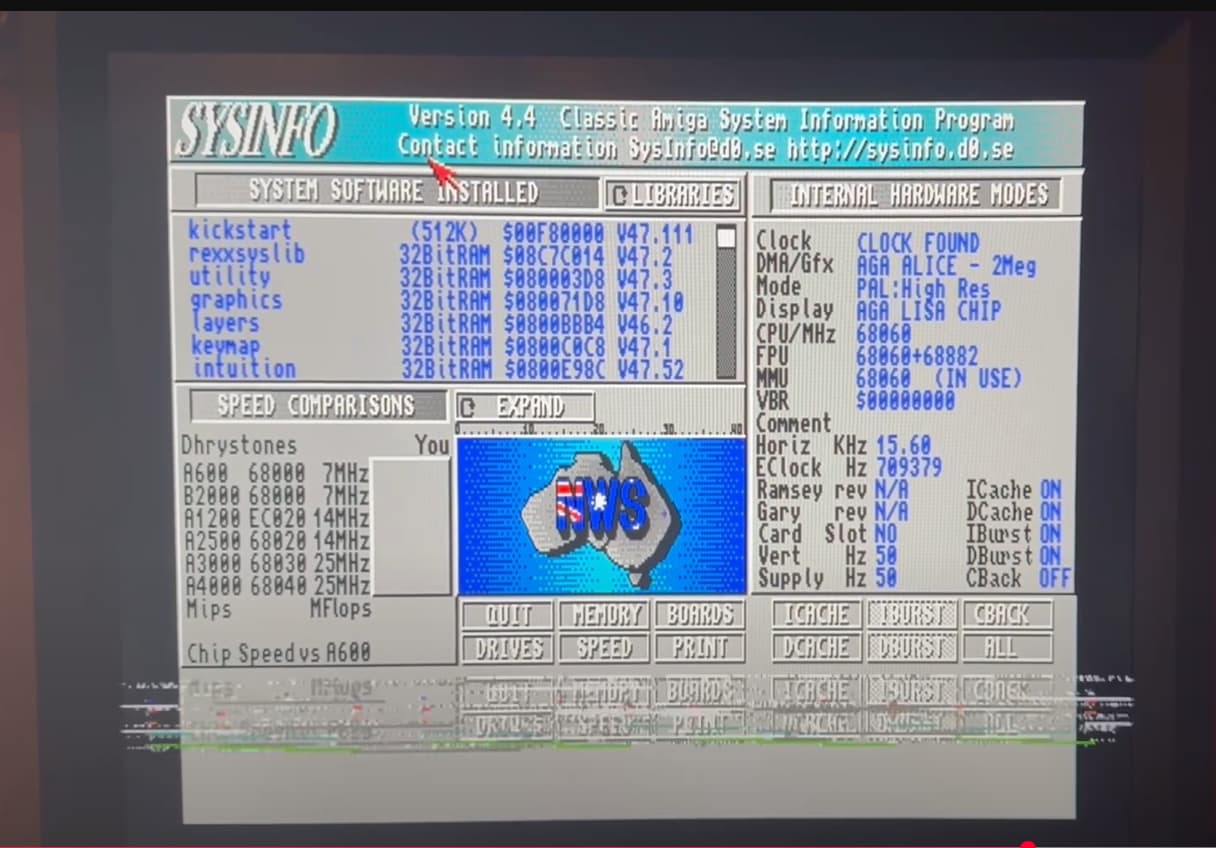 SYSINFO
Version 4.4 Classic Amiga System Information Program
Contact information SysInfo@d0.se http://sysinfo.d0.se
SYSTEM SOFTWARE INSTALLED LIBRARIES
kickstart (512K) $00F80000 V47.111
rexxsyslib 32BitRAM $08C7C014 V47.2
utility 32BitRAM $080003D8 V47.3
graphics 32BitRAM $080071D8 V47.10
layers 32BitRAM $0800BBB4 V46.2
keymap 32BitRAM $0800C0C8 V47.1
intuition 32BitRAM $0800E98C V47.52
INTERNAL HARDWARE MODES
Clock CLOCK FOUND
DMA/Gfx AGA ALICE - 2Meg
Mode PAL:High Res
Display AGA LISA CHIP
CPU/MHz 68060
FPU 68060+68882
MMU 68060 (IN USE)
VBR $00000000
Comment
Horiz KHz 15.60
EClock Hz 709379
Ramsey rev N/A ICache ON
Gary rev N/A DCache ON
Card Slot NO IBurst ON
Vert Hz 50 DBurst ON
Supply Hz 50 CBack OFF
SPEED COMPARISONS EXPAND
0 10 20 30 40
Dhrystones You
A600 68000 7MHz
B2000 68000 7MHz
A1200 EC020 14MHz
A2500 68020 14MHz
A3000 68030 25MHz
A4000 68040 25MHz
Mips MFlops
Chip Speed vs A600
NWS
QUIT MEMORY BOARDS
DRIVES SPEED PRINT
ICACHE IBURST CBACK
DCACHE DBURST ALL